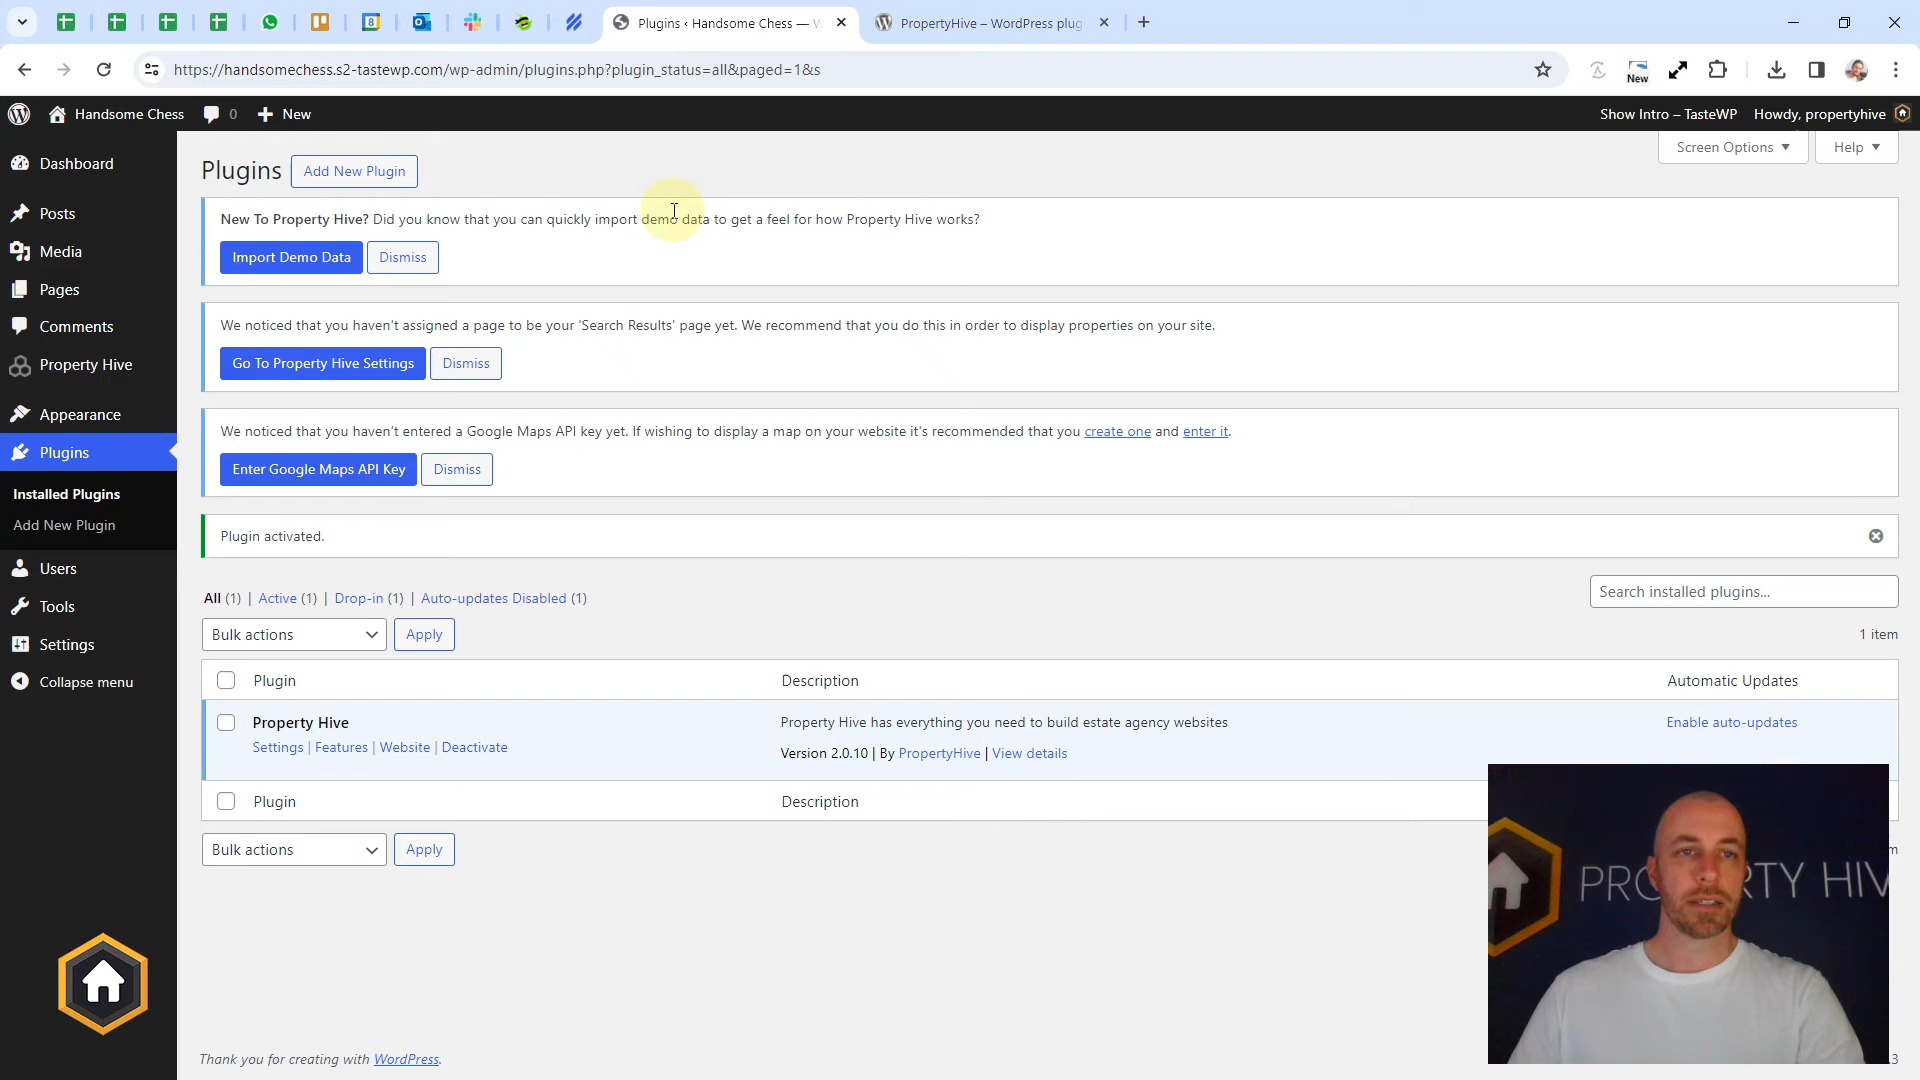 Plugins ‹ Handsome Chess — W
PropertyHive – WordPress plug
https://handsomechess.s2-tastewp.com/wp-admin/plugins.php?plugin_status=all&paged=1&s
New
Handsome Chess
0
New
Show Intro – TasteWP
Howdy, propertyhive
Dashboard
Posts
Media
Pages
Comments
Property Hive
Appearance
Plugins
Installed Plugins
Add New Plugin
Users
Tools
Settings
Collapse menu
Screen Options
Help
Plugins
Add New Plugin
New To Property Hive? Did you know that you can quickly import demo data to get a feel for how Property Hive works?
Import Demo Data
Dismiss
We noticed that you haven't assigned a page to be your 'Search Results' page yet. We recommend that you do this in order to display properties on your site.
Go To Property Hive Settings
Dismiss
We noticed that you haven't entered a Google Maps API key yet. If wishing to display a map on your website it's recommended that you create one and enter it.
Enter Google Maps API Key
Dismiss
Plugin activated.
All (1) | Active (1) | Drop-in (1) | Auto-updates Disabled (1)
Search installed plugins...
Bulk actions
Apply
1 item
Plugin
Description
Automatic Updates
Property Hive
Settings | Features | Website | Deactivate
Property Hive has everything you need to build estate agency websites
Version 2.0.10 | By PropertyHive | View details
Enable auto-updates
Plugin
Description
Bulk actions
Apply
m
Thank you for creating with WordPress.
.3